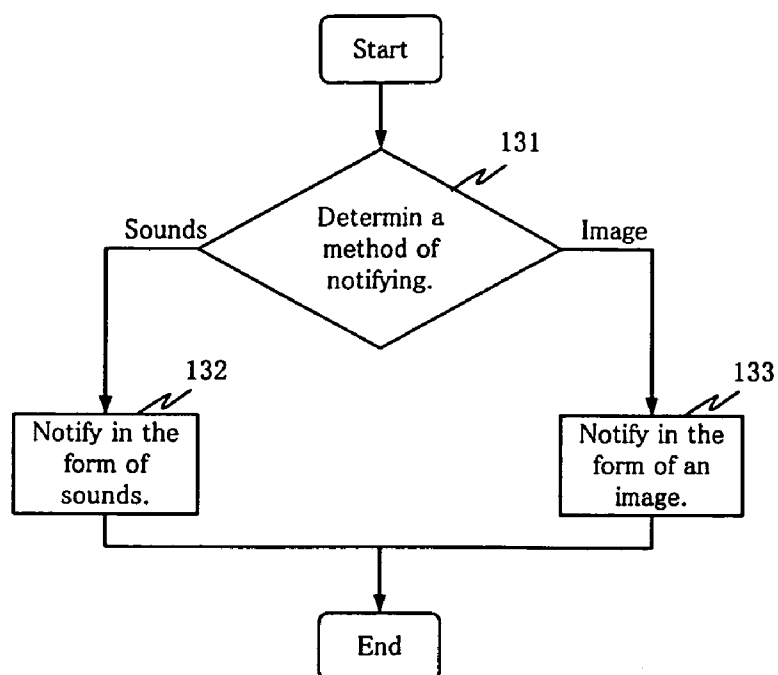 Start
131
Determin a
method of
notifying.
Sounds
Image
132
133
Notify in the
form of
sounds.
Notify in the
form of an
image.
End